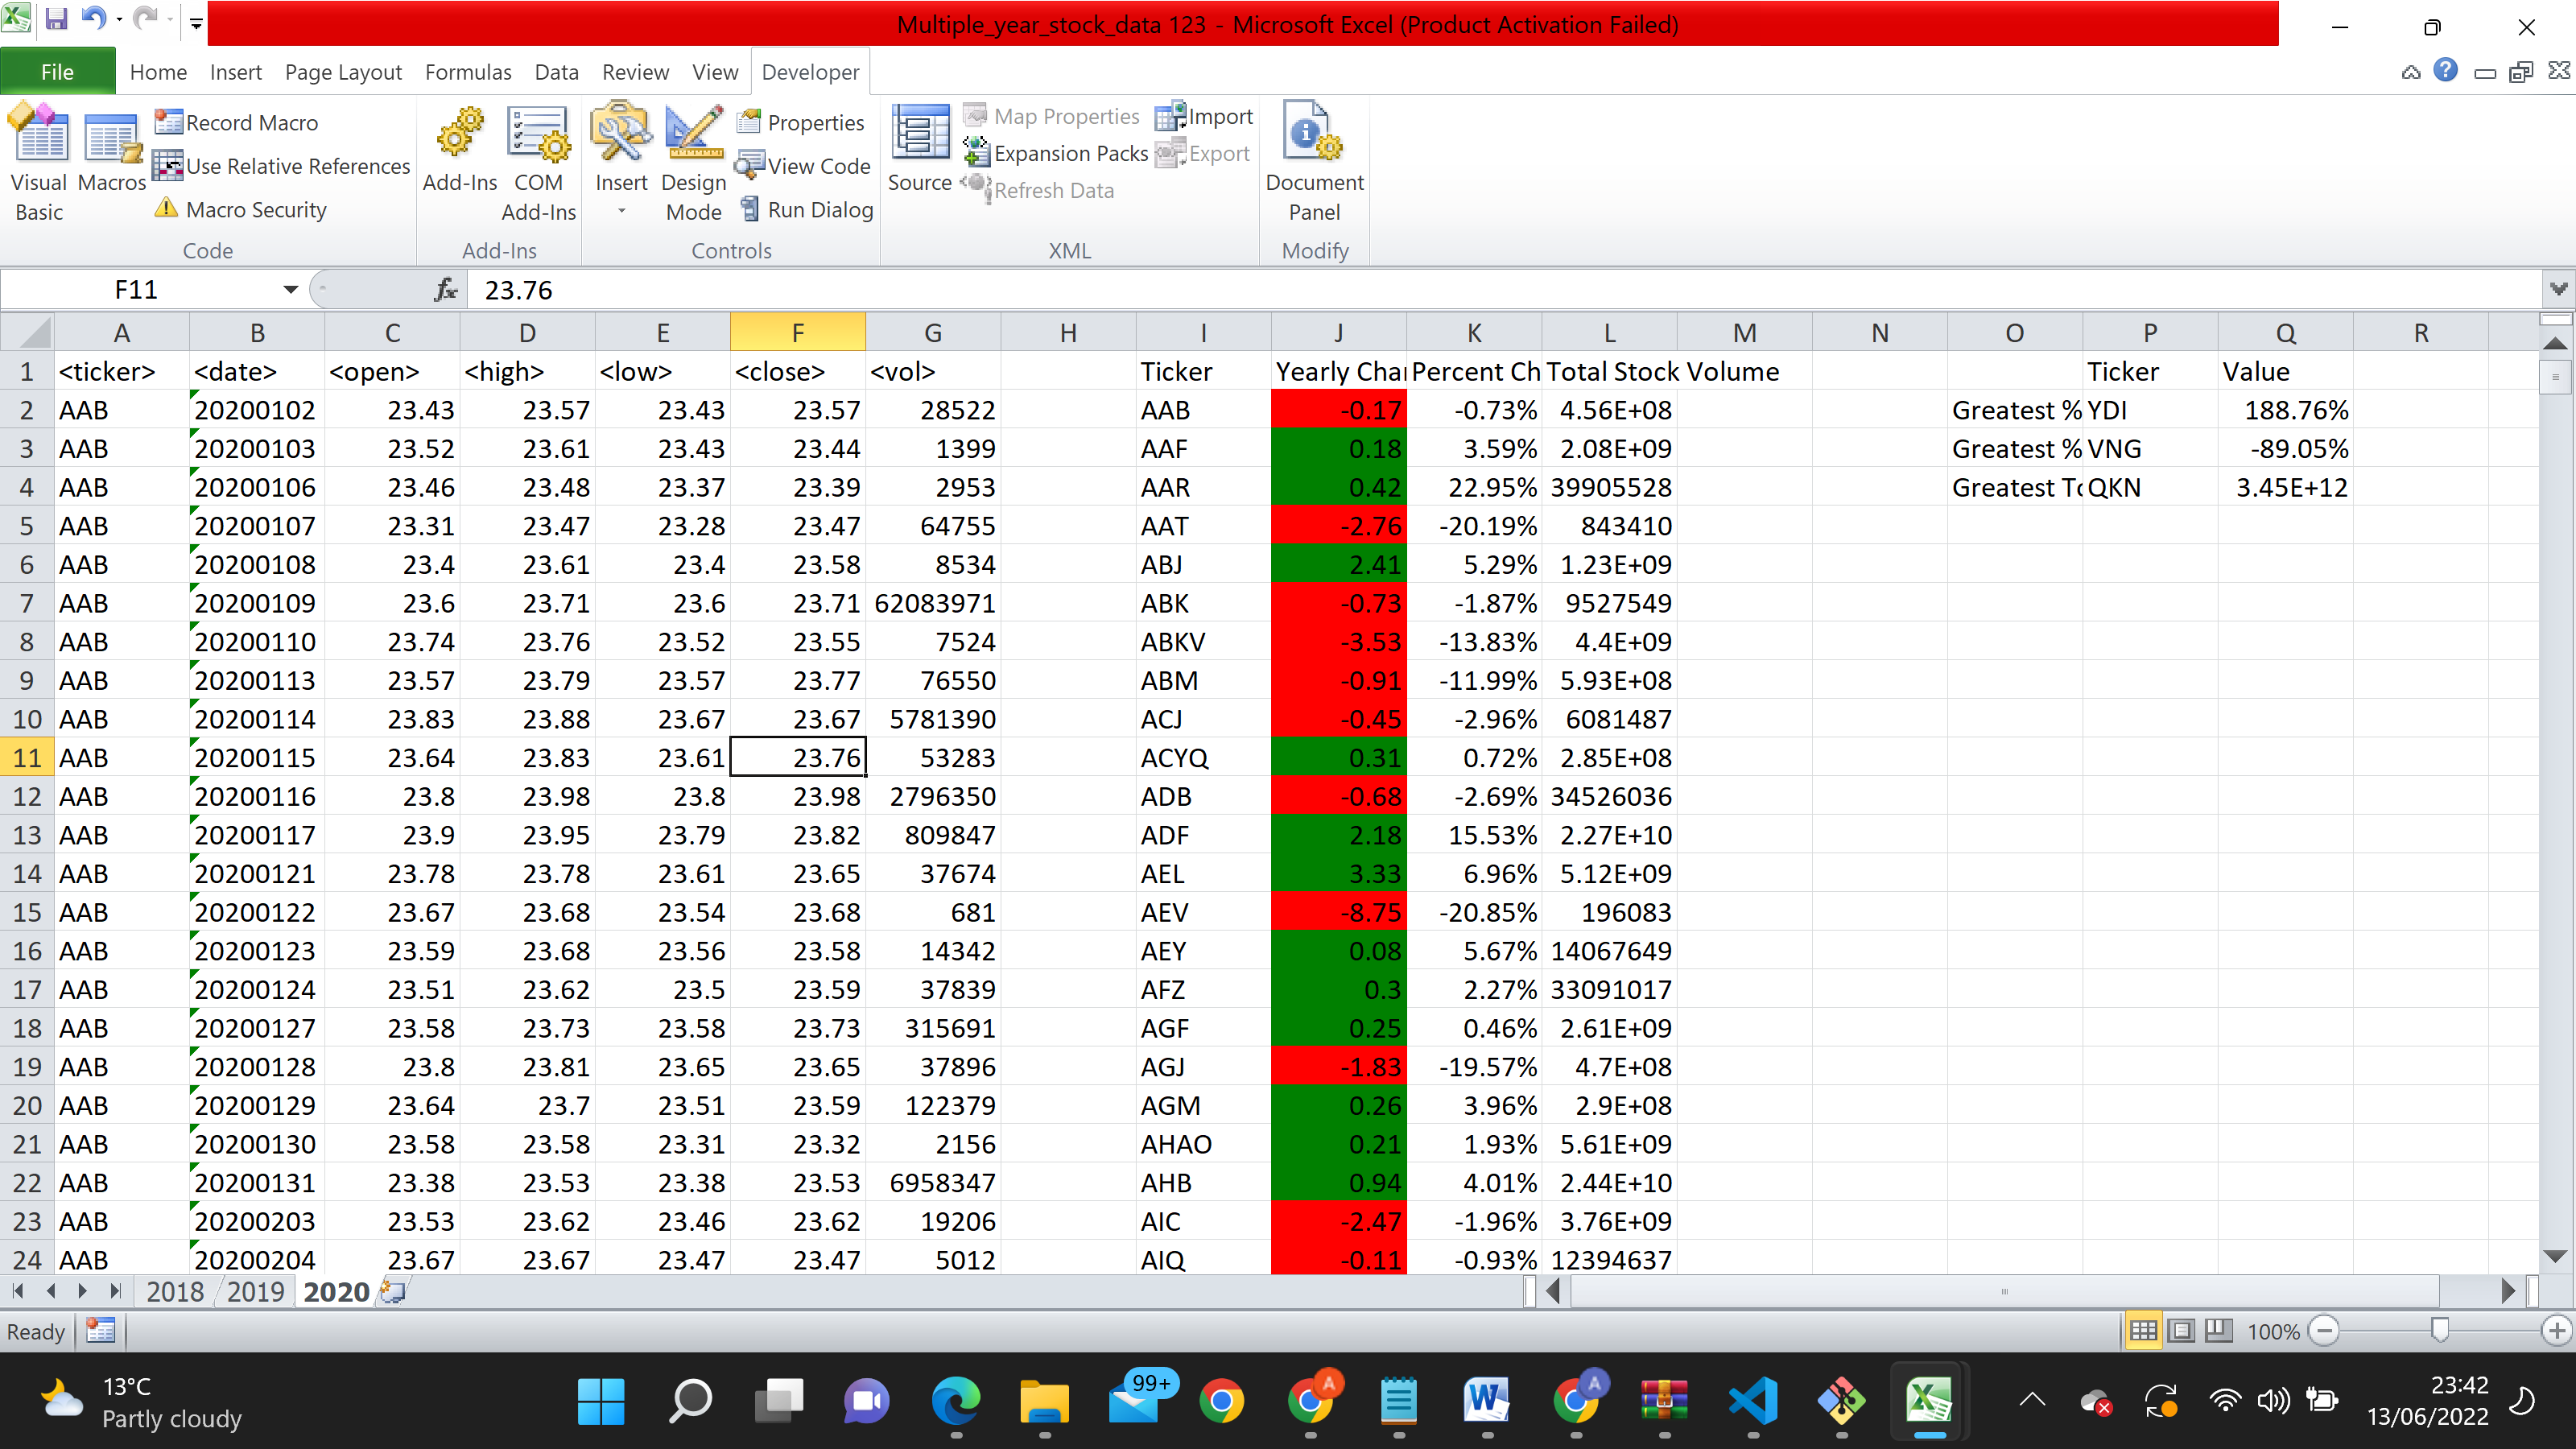 Multiple_year_stock_data 123 - Microsoft Excel (Product Activation Failed)
File Home Insert Page Layout Formulas Data Review View Developer
Visual Basic
Macros
Record Macro
Use Relative References
Macro Security
Code
Add-Ins
COM Add-Ins
Add-Ins
Insert
Design Mode
Properties
View Code
Run Dialog
Controls
Source
Map Properties
Expansion Packs
Refresh Data
Import
Export
XML
Document Panel
Modify
F11 fx 23.76
A B C D E F G H I J K L M N O P Q R
1 <ticker> <date> <open> <high> <low> <close> <vol> Ticker Yearly Chan Percent Ch Total Stock Volume Ticker Value
2 AAB 20200102 23.43 23.57 23.43 23.57 28522 AAB -0.17 -0.73% 4.56E+08 Greatest % YDI 188.76%
3 AAB 20200103 23.52 23.61 23.43 23.44 1399 AAF 0.18 3.59% 2.08E+09 Greatest % VNG -89.05%
4 AAB 20200106 23.46 23.48 23.37 23.39 2953 AAR 0.42 22.95% 39905528 Greatest To QKN 3.45E+12
5 AAB 20200107 23.31 23.47 23.28 23.47 64755 AAT -2.76 -20.19% 843410
6 AAB 20200108 23.4 23.61 23.4 23.58 8534 ABJ 2.41 5.29% 1.23E+09
7 AAB 20200109 23.6 23.71 23.6 23.71 62083971 ABK -0.73 -1.87% 9527549
8 AAB 20200110 23.74 23.76 23.52 23.55 7524 ABKV -3.53 -13.83% 4.4E+09
9 AAB 20200113 23.57 23.79 23.57 23.77 76550 ABM -0.91 -11.99% 5.93E+08
10 AAB 20200114 23.83 23.88 23.67 23.67 5781390 ACJ -0.45 -2.96% 6081487
11 AAB 20200115 23.64 23.83 23.61 23.76 53283 ACYQ 0.31 0.72% 2.85E+08
12 AAB 20200116 23.8 23.98 23.8 23.98 2796350 ADB -0.68 -2.69% 34526036
13 AAB 20200117 23.9 23.95 23.79 23.82 809847 ADF 2.18 15.53% 2.27E+10
14 AAB 20200121 23.78 23.78 23.61 23.65 37674 AEL 3.33 6.96% 5.12E+09
15 AAB 20200122 23.67 23.68 23.54 23.68 681 AEV -8.75 -20.85% 196083
16 AAB 20200123 23.59 23.68 23.56 23.58 14342 AEY 0.08 5.67% 14067649
17 AAB 20200124 23.51 23.62 23.5 23.59 37839 AFZ 0.3 2.27% 33091017
18 AAB 20200127 23.58 23.73 23.58 23.73 315691 AGF 0.25 0.46% 2.61E+09
19 AAB 20200128 23.8 23.81 23.65 23.65 37896 AGJ -1.83 -19.57% 4.7E+08
20 AAB 20200129 23.64 23.7 23.51 23.59 122379 AGM 0.26 3.96% 2.9E+08
21 AAB 20200130 23.58 23.58 23.31 23.32 2156 AHAO 0.21 1.93% 5.61E+09
22 AAB 20200131 23.38 23.53 23.38 23.53 6958347 AHB 0.94 4.01% 2.44E+10
23 AAB 20200203 23.53 23.62 23.46 23.62 19206 AIC -2.47 -1.96% 3.76E+09
24 AAB 20200204 23.67 23.67 23.47 23.47 5012 AIQ -0.11 -0.93% 12394637
2018 2019 2020
Ready 100%
13°C
Partly cloudy
99+
A
A
23:42
13/06/2022